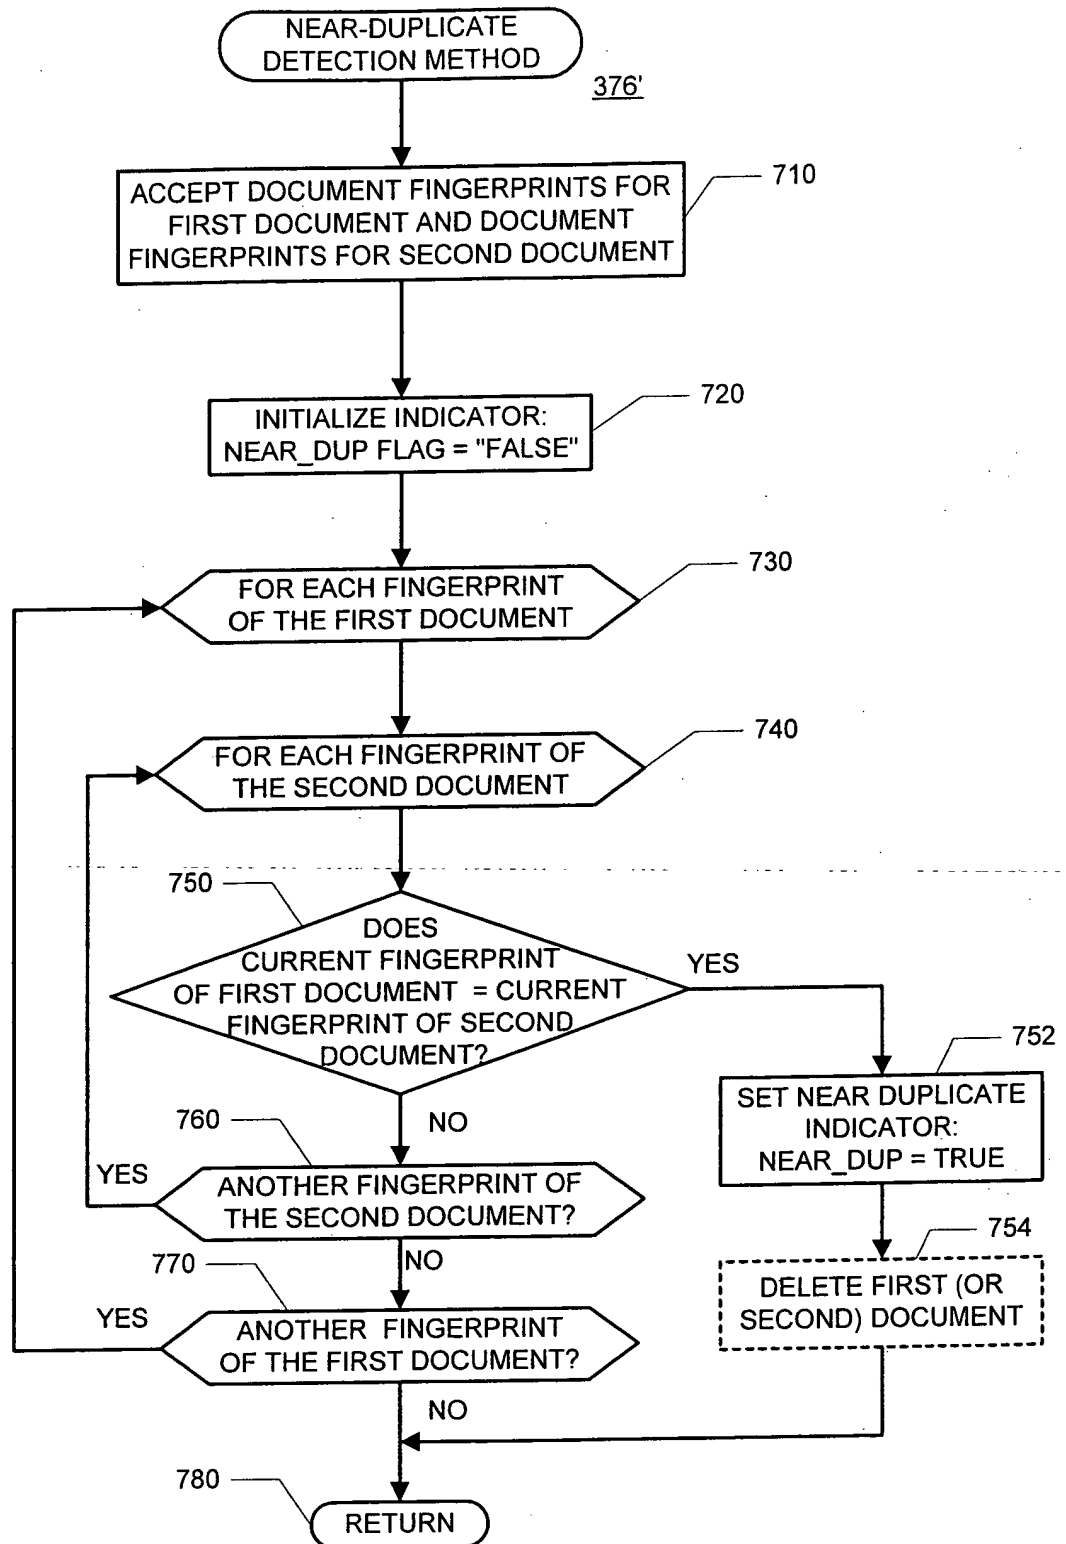 NEAR-DUPLICATE
DETECTION METHOD
376'
ACCEPT DOCUMENT FINGERPRINTS FOR
FIRST DOCUMENT AND DOCUMENT
FINGERPRINTS FOR SECOND DOCUMENT
710
INITIALIZE INDICATOR:
NEAR_DUP FLAG = "FALSE"
720
FOR EACH FINGERPRINT
OF THE FIRST DOCUMENT
730
FOR EACH FINGERPRINT OF
THE SECOND DOCUMENT
740
750
DOES
CURRENT FINGERPRINT
OF FIRST DOCUMENT = CURRENT
FINGERPRINT OF SECOND
DOCUMENT?
YES
752
SET NEAR DUPLICATE
INDICATOR:
NEAR_DUP = TRUE
NO
760
YES
ANOTHER FINGERPRINT OF
THE SECOND DOCUMENT?
754
DELETE FIRST (OR
SECOND) DOCUMENT
NO
770
YES
ANOTHER FINGERPRINT
OF THE FIRST DOCUMENT?
NO
780
RETURN